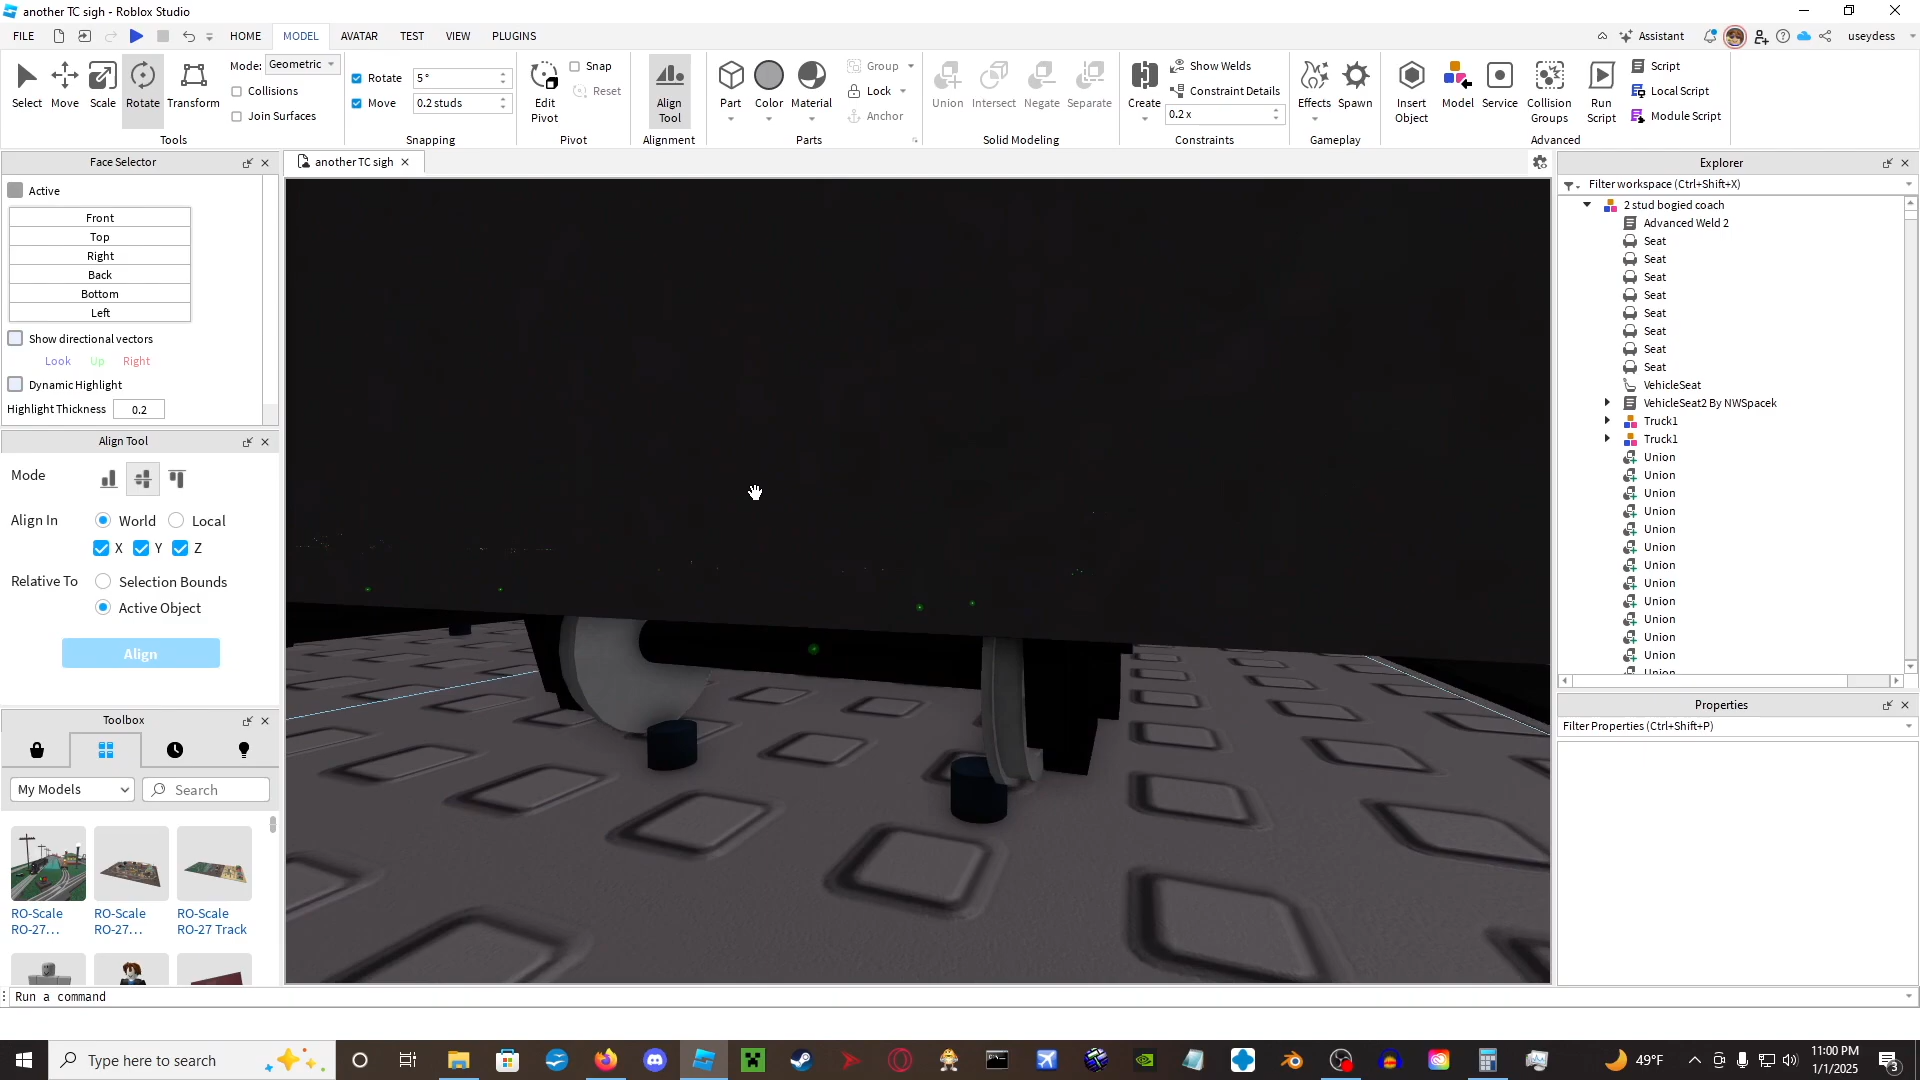 another TC sigh - Roblox Studio
FILE HOME MODEL AVATAR TEST VIEW PLUGINS Assistant useydess
Select Move Scale Rotate Transform
Mode: Geometric
Collisions
Join Surfaces
Tools
Rotate 5 °
Move 0.2 studs
Snapping
Edit Pivot
Snap
Reset
Pivot
Align Tool
Alignment
Part Color Material
Group
Lock
Anchor
Parts
Union Intersect Negate Separate
Solid Modeling
Create
Show Welds
Constraint Details
0.2 x
Constraints
Effects Spawn
Gameplay
Insert Object
Model
Service
Collision Groups
Run Script
Script
Local Script
Module Script
Advanced
Face Selector
Active
Front
Top
Right
Back
Bottom
Left
Show directional vectors
Look Up Right
Dynamic Highlight
Highlight Thickness 0.2
Align Tool
Mode
Align In World Local
X Y Z
Relative To Selection Bounds
Active Object
Align
Toolbox
My Models Search
RO-Scale RO-27...
RO-Scale RO-27...
RO-Scale RO-27 Track
another TC sigh
Explorer
Filter workspace (Ctrl+Shift+X)
2 stud bogied coach
Advanced Weld 2
Seat
Seat
Seat
Seat
Seat
Seat
Seat
Seat
VehicleSeat
VehicleSeat2 By NWSpacek
Truck1
Truck1
Union
Union
Union
Union
Union
Union
Union
Union
Union
Union
Union
Union
Union
Properties
Filter Properties (Ctrl+Shift+P)
Run a command
Type here to search
49°F
11:00 PM
1/1/2025
3